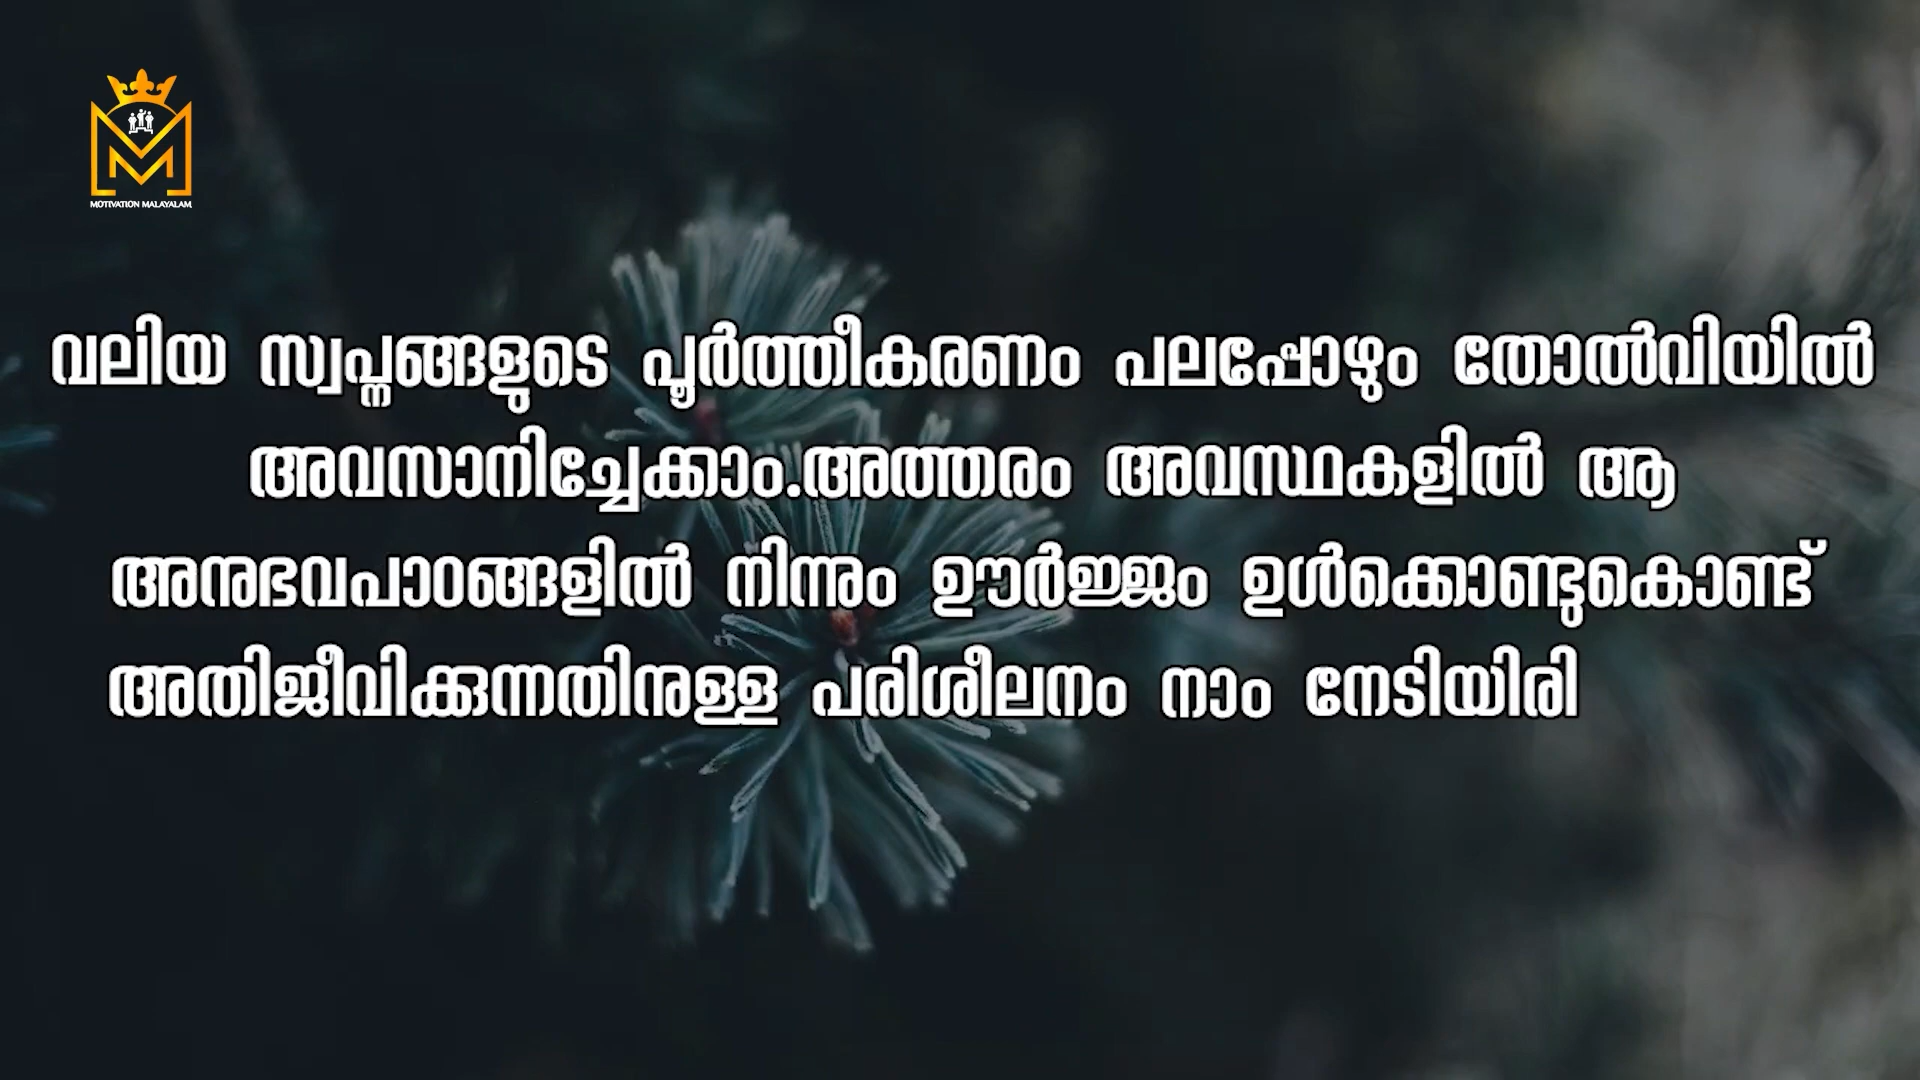 MOTIVATION MALAYALAM
വലിയ സ്വപ്നങ്ങളുടെ പൂർത്തീകരണം പലപ്പോഴും തോൽവിയിൽ
അവസാനിച്ചേക്കാം.അത്തരം അവസ്ഥകളിൽ ആ
അനുഭവപാഠങ്ങളിൽ നിന്നും ഊർജ്ജം ഉൾക്കൊണ്ടുകൊണ്ട്
അതിജീവിക്കുന്നതിനുള്ള പരിശീലനം നാം നേടിയിരി